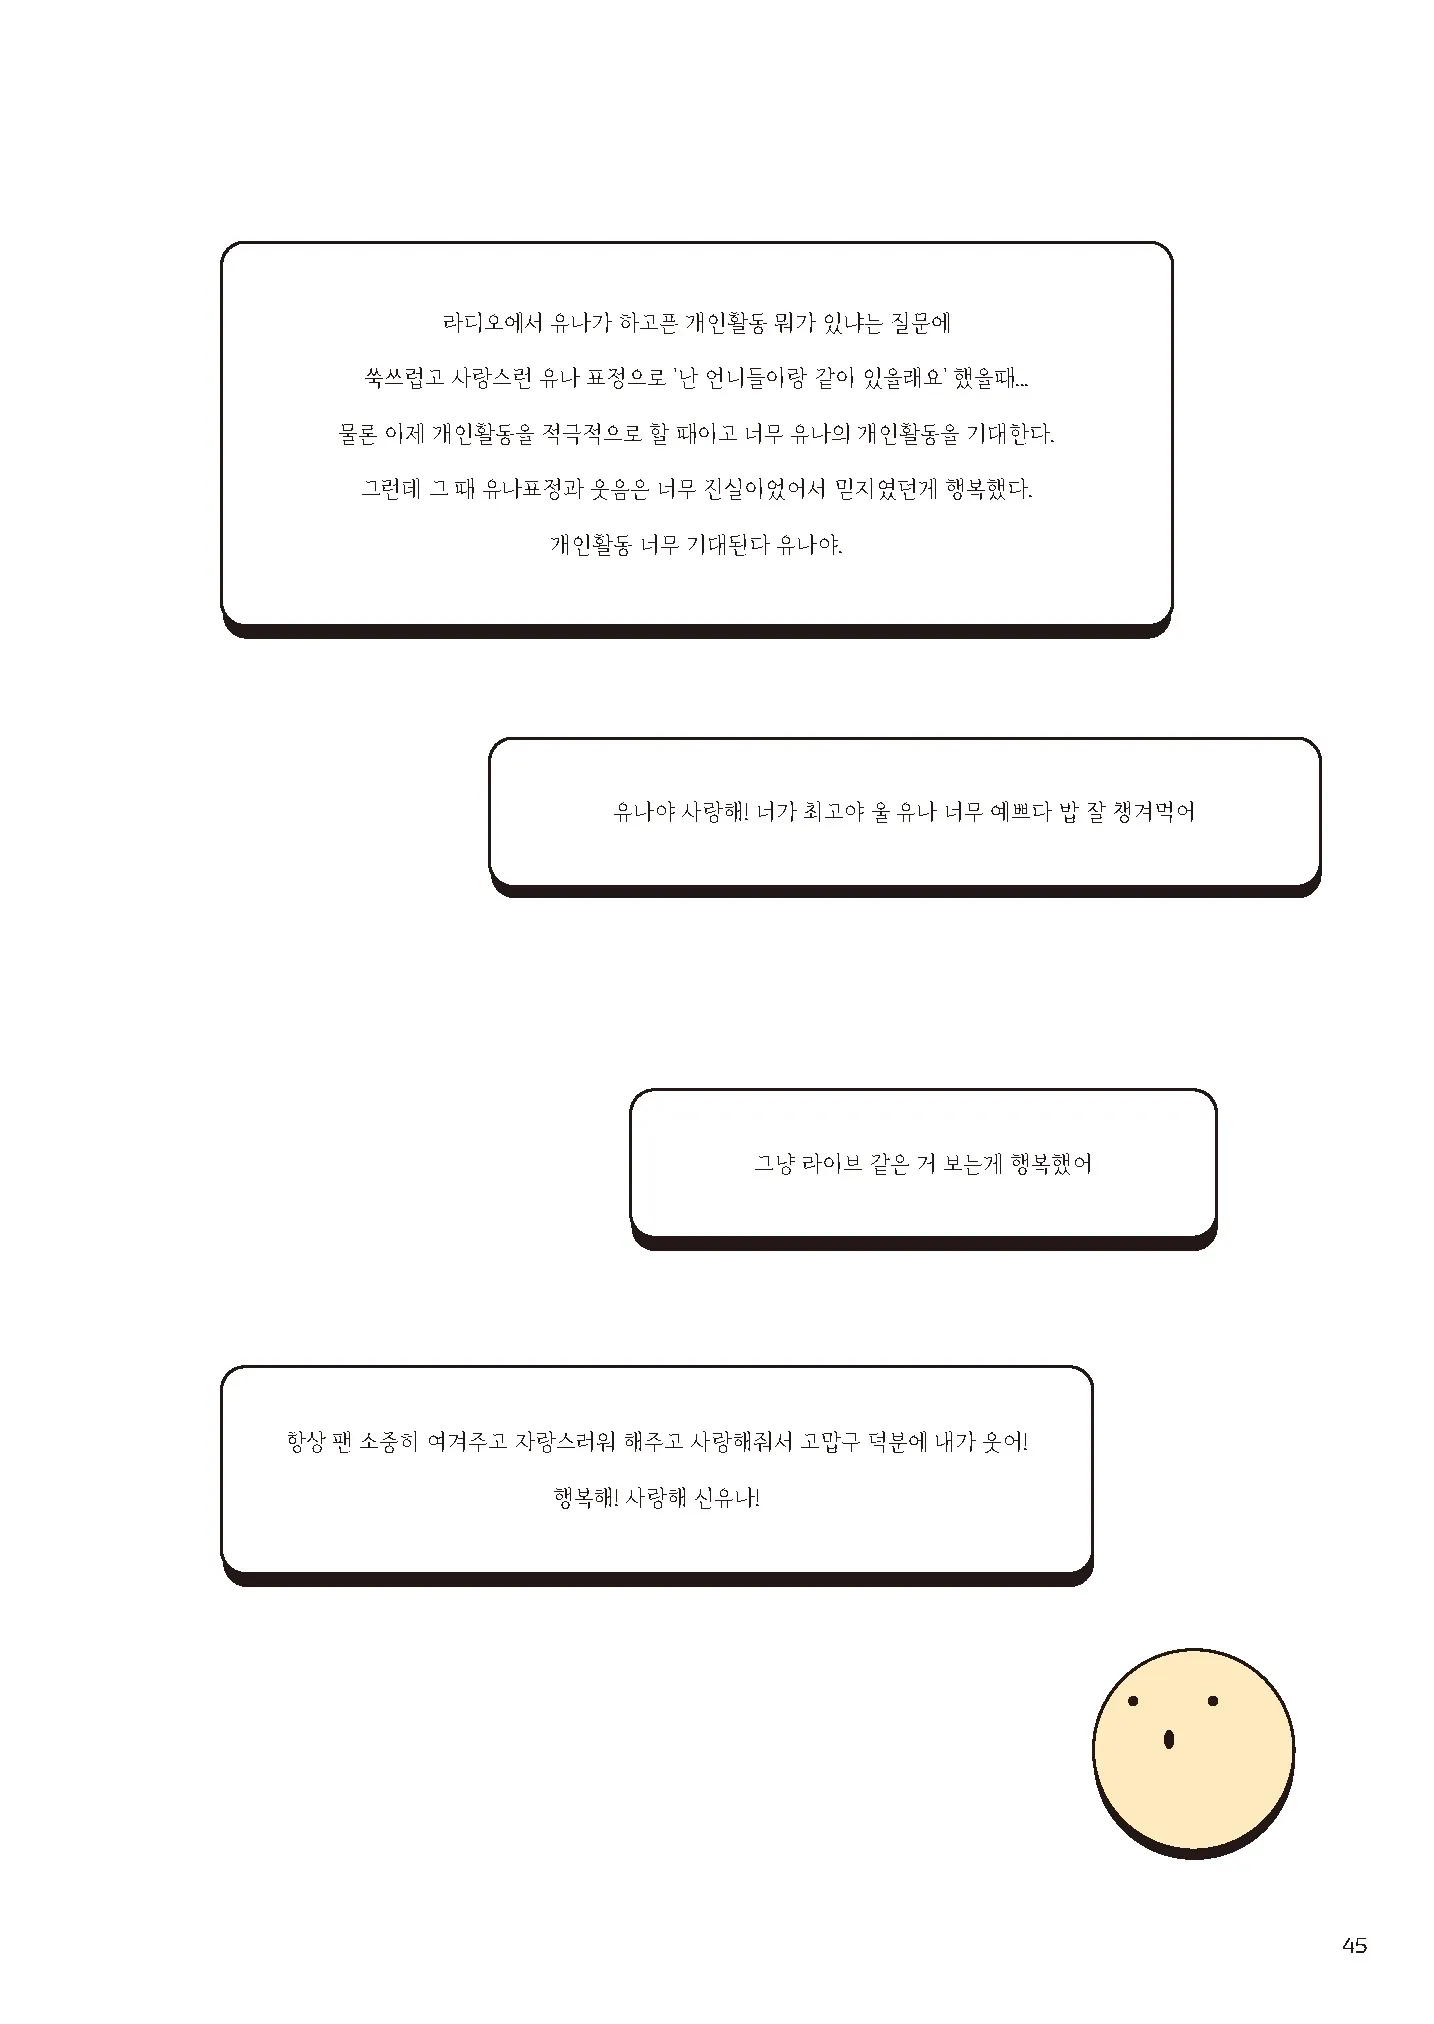 라디오에서 유나가 하고픈 개인활동 뭐가 있냐는 질문에
쑥쓰럽고 사랑스런 유나 표정으로 '난 언니들이랑 같이 있을래요' 했을때...
물론 이제 개인활동을 적극적으로 할 때이고 너무 유나의 개인활동을 기대한다.
그런데 그 때 유나표정과 웃음은 너무 진실이었어서 믿지였던게 행복했다.
개인활동 너무 기대된다 유나야.
유나야 사랑해! 너가 최고야 울 유나 너무 예쁘다 밥 잘 챙겨먹어
그냥 라이브 같은 거 보는게 행복했어
항상 팬 소중히 여겨주고 자랑스러워 해주고 사랑해줘서 고맙구 덕분에 내가 웃어!
행복해! 사랑해 신유나!
45